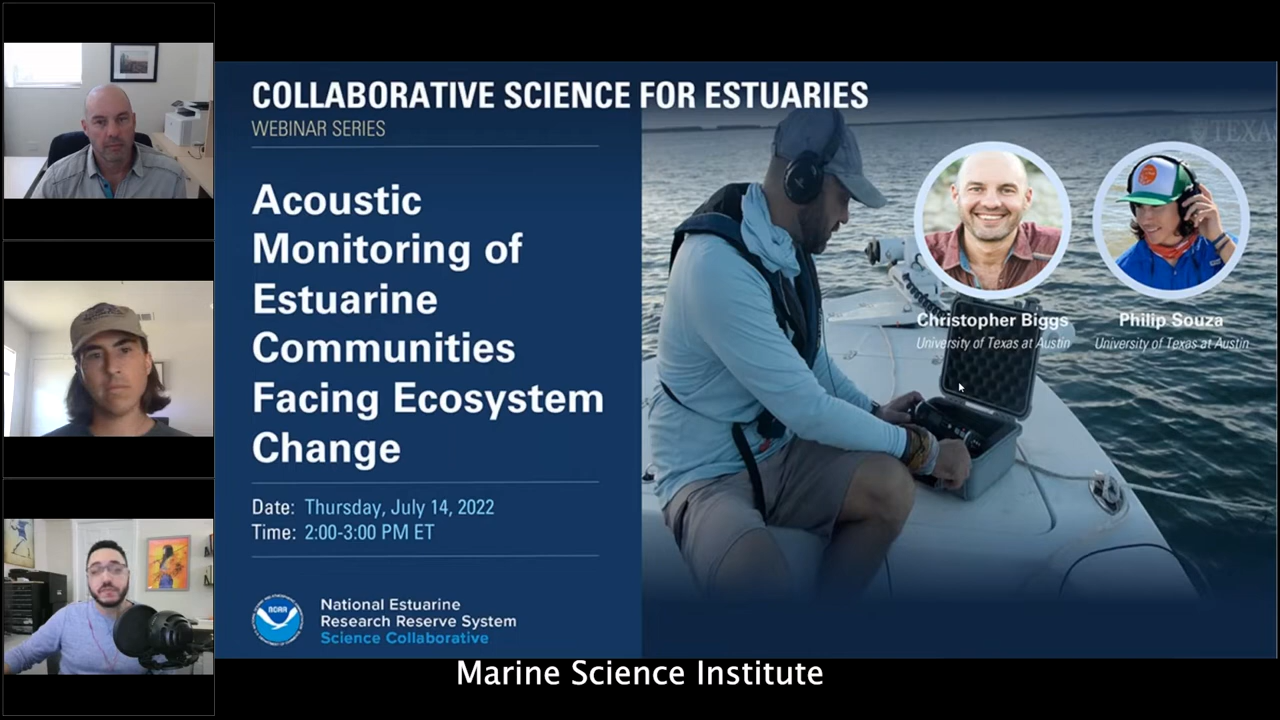 COLLABORATIVE SCIENCE FOR ESTUARIES
WEBINAR SERIES
Acoustic
Monitoring of
Estuarine
Communities
Facing Ecosystem
Change
Date: Thursday, July 14, 2022
Time: 2:00-3:00 PM ET
NOAA
National Estuarine
Research Reserve System
Science Collaborative
TEXA
Christopher Biggs
University of Texas at Austin
Philip Souza
University of Texas at Austin
Marine Science Institute